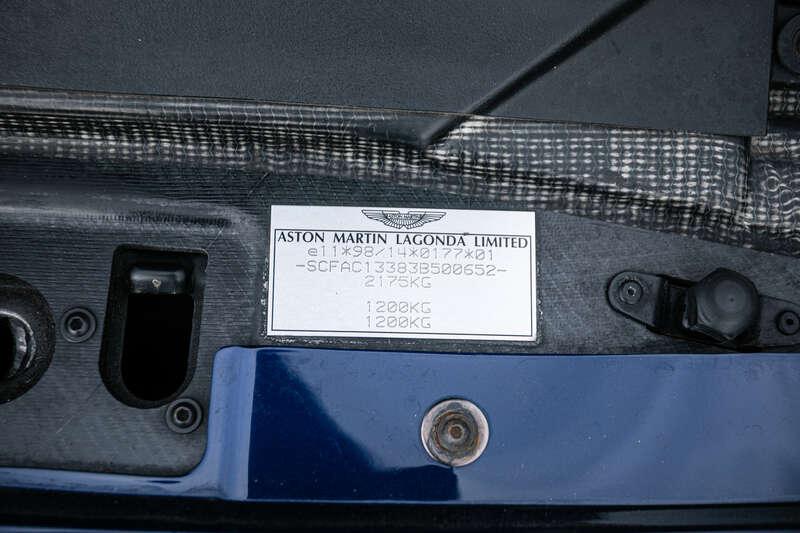 ASTON MARTIN LAGONDA LIMITED
e11*98/14*0177*01
-SCFAC13383B500652-
2175KG
1200KG
1200KG